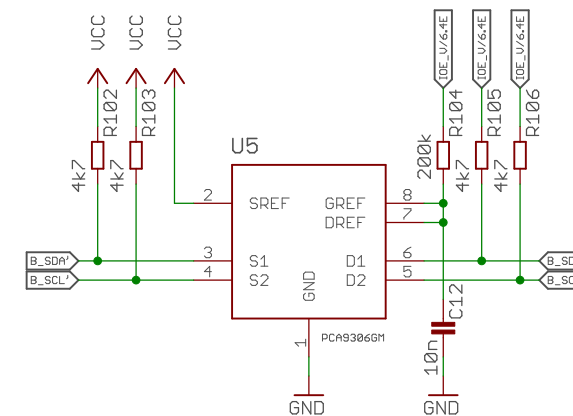 VCC
VCC
VCC
IOE_V/6.4E
IOE_V/6.4E
IOE_V/6.4E
R102
R103
R104
R105
R106
4k7
4k7
200k
4k7
4k7
U5
2
SREF
GREF
8
DREF
7
B_SDA'
3
S1
D1
6
B_SD
B_SCL'
4
S2
D2
5
B_SC
GND
1
PCA9306GM
C12
10n
GND
GND